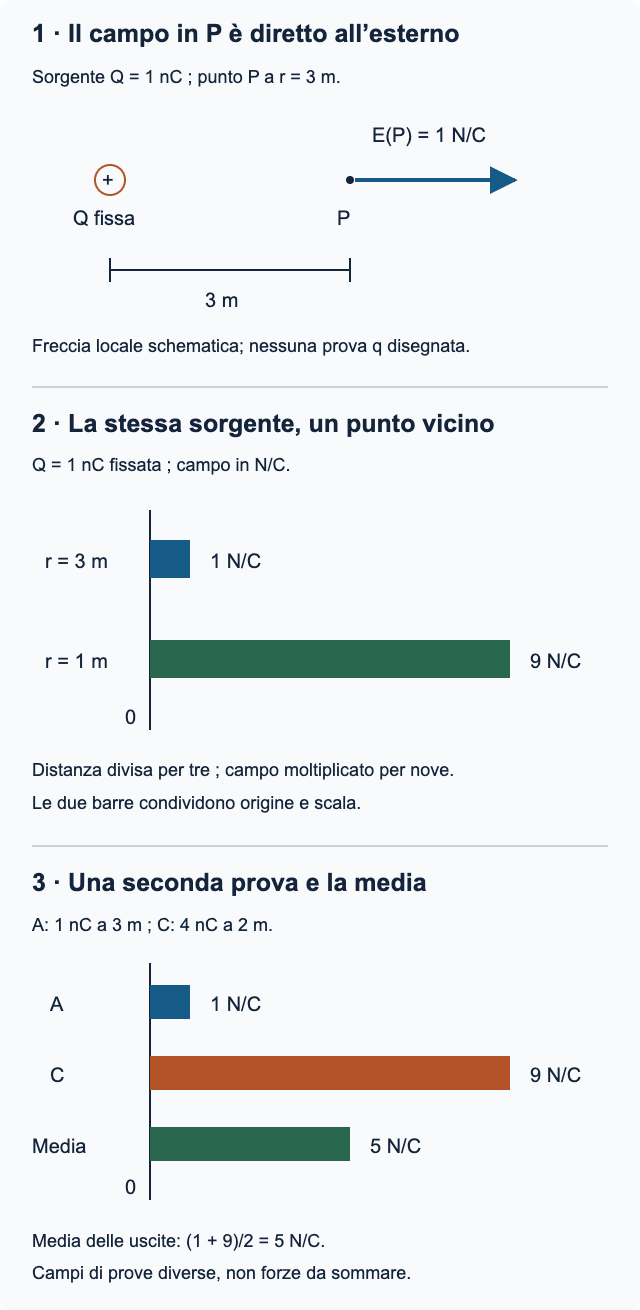 1 · Il campo in P è diretto all’esterno
Sorgente Q = 1 nC ; punto P a r = 3 m.
E(P) = 1 N/C
+
Q fissa
P
3 m
Freccia locale schematica; nessuna prova q disegnata.
2 · La stessa sorgente, un punto vicino
Q = 1 nC fissata ; campo in N/C.
r = 3 m
1 N/C
r = 1 m
9 N/C
0
Distanza divisa per tre ; campo moltiplicato per nove.
Le due barre condividono origine e scala.
3 · Una seconda prova e la media
A: 1 nC a 3 m ; C: 4 nC a 2 m.
A
1 N/C
C
9 N/C
Media
5 N/C
0
Media delle uscite: (1 + 9)/2 = 5 N/C.
Campi di prove diverse, non forze da sommare.